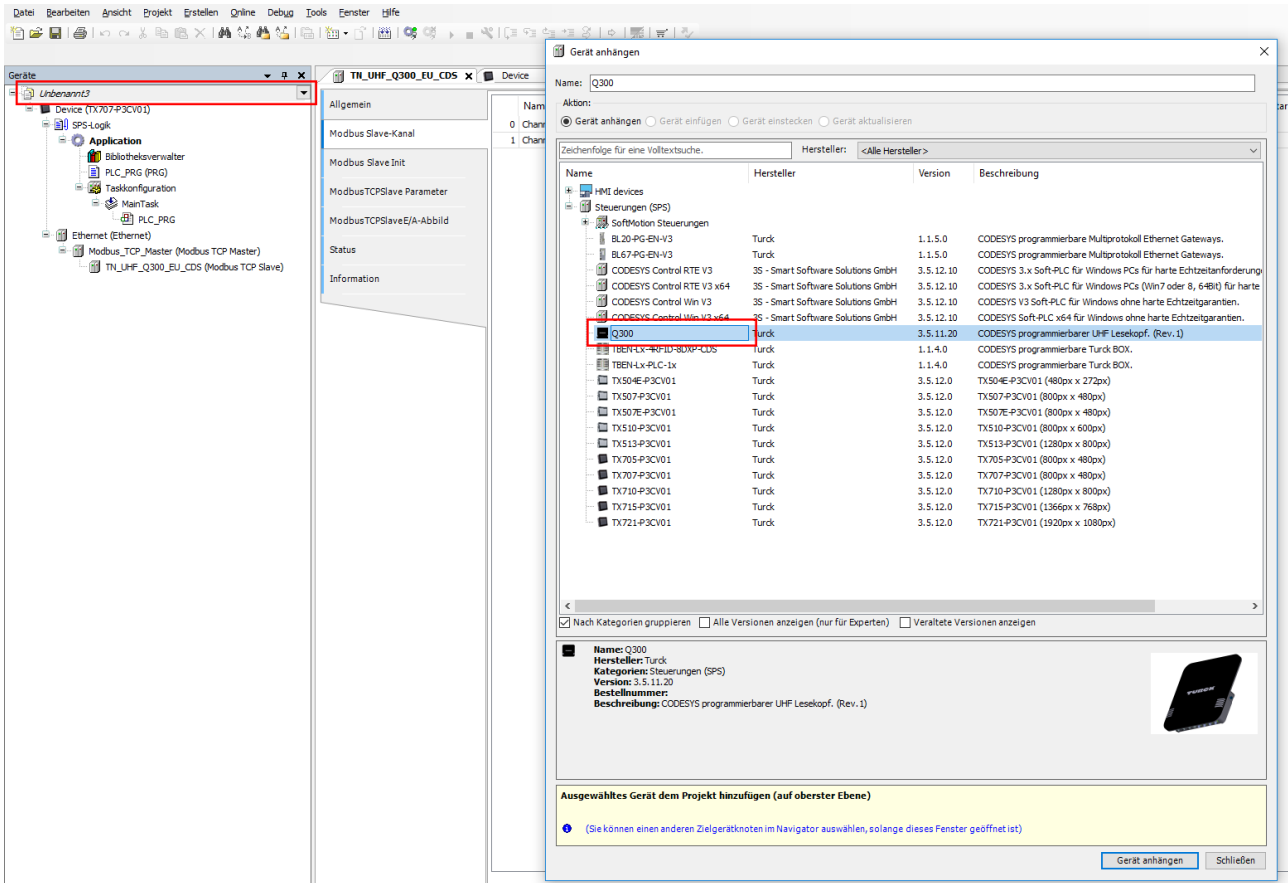 Datei Bearbeiten Ansicht Projekt Erstellen Online Debug Tools Fenster Hilfe
Geräte
Unbenannt3
Device (TX707-P3CV01)
SPS-Logik
Application
Bibliotheksverwalter
PLC_PRG (PRG)
Taskkonfiguration
MainTask
PLC_PRG
Ethernet (Ethernet)
Modbus_TCP_Master (Modbus TCP Master)
TN_UHF_Q300_EU_CDS (Modbus TCP Slave)
TN_UHF_Q300_EU_CDS Device
Allgemein
Modbus Slave-Kanal
Modbus Slave Init
ModbusTCPSlave Parameter
ModbusTCPSlaveE/A-Abbild
Status
Information
Nam
0 Chann
1 Chann
Gerät anhängen
Name: Q300
Aktion:
Gerät anhängen Gerät einfügen Gerät einstecken Gerät aktualisieren
Zeichenfolge für eine Volltextsuche. Hersteller: <Alle Hersteller>
Name Hersteller Version Beschreibung
HMI devices
Steuerungen (SPS)
SoftMotion Steuerungen
BL20-PG-EN-V3 Turck 1.1.5.0 CODESYS programmierbare Multiprotokoll Ethernet Gateways.
BL67-PG-EN-V3 Turck 1.1.5.0 CODESYS programmierbare Multiprotokoll Ethernet Gateways.
CODESYS Control RTE V3 3S - Smart Software Solutions GmbH 3.5.12.10 CODESYS 3.x Soft-PLC für Windows PCs für harte Echtzeitanforderung
CODESYS Control RTE V3 x64 3S - Smart Software Solutions GmbH 3.5.12.10 CODESYS 3.x Soft-PLC für Windows PCs (Win7 oder 8, 64Bit) für harte
CODESYS Control Win V3 3S - Smart Software Solutions GmbH 3.5.12.10 CODESYS V3 Soft-PLC für Windows ohne harte Echtzeitgarantien.
CODESYS Control Win V3 x64 3S - Smart Software Solutions GmbH 3.5.12.10 CODESYS Soft-PLC x64 für Windows ohne harte Echtzeitgarantien.
Q300 Turck 3.5.11.20 CODESYS programmierbarer UHF Lesekopf. (Rev.1)
TBEN-Lx-4RFID-8DXP-CDS Turck 1.1.4.0 CODESYS programmierbare Turck BOX.
TBEN-Lx-PLC-1x Turck 1.1.4.0 CODESYS programmierbare Turck BOX.
TX504E-P3CV01 Turck 3.5.12.0 TX504E-P3CV01 (480px x 272px)
TX507-P3CV01 Turck 3.5.12.0 TX507-P3CV01 (800px x 480px)
TX507E-P3CV01 Turck 3.5.12.0 TX507E-P3CV01 (800px x 480px)
TX510-P3CV01 Turck 3.5.12.0 TX510-P3CV01 (800px x 600px)
TX513-P3CV01 Turck 3.5.12.0 TX513-P3CV01 (1280px x 800px)
TX705-P3CV01 Turck 3.5.12.0 TX705-P3CV01 (800px x 480px)
TX707-P3CV01 Turck 3.5.12.0 TX707-P3CV01 (800px x 480px)
TX710-P3CV01 Turck 3.5.12.0 TX710-P3CV01 (1280px x 800px)
TX715-P3CV01 Turck 3.5.12.0 TX715-P3CV01 (1366px x 768px)
TX721-P3CV01 Turck 3.5.12.0 TX721-P3CV01 (1920px x 1080px)
Nach Kategorien gruppieren Alle Versionen anzeigen (nur für Experten) Veraltete Versionen anzeigen
Name: Q300
Hersteller: Turck
Kategorien: Steuerungen (SPS)
Version: 3.5.11.20
Bestellnummer:
Beschreibung: CODESYS programmierbarer UHF Lesekopf. (Rev.1)
TURCK
Ausgewähltes Gerät dem Projekt hinzufügen (auf oberster Ebene)
(Sie können einen anderen Zielgerätknoten im Navigator auswählen, solange dieses Fenster geöffnet ist)
Gerät anhängen Schließen